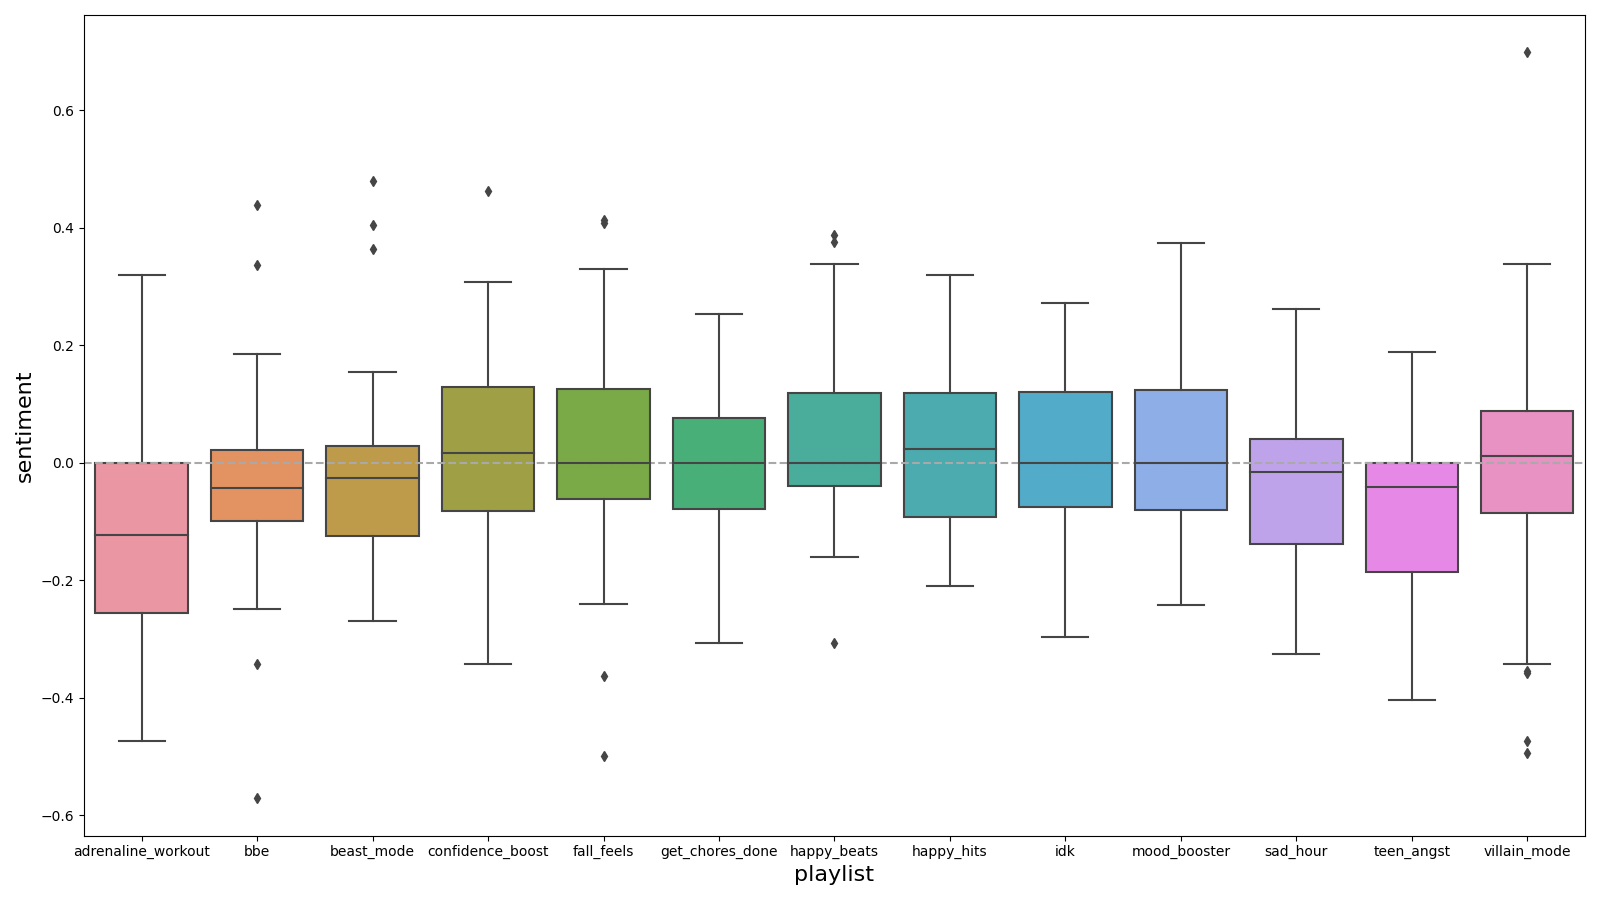 0.6
0.4
0.2
0.0
−0.2
−0.4
−0.6
sentiment
adrenaline_workout bbe beast_mode confidence_boost fall_feels get_chores_done happy_beats happy_hits idk mood_booster sad_hour teen_angst villain_mode
playlist